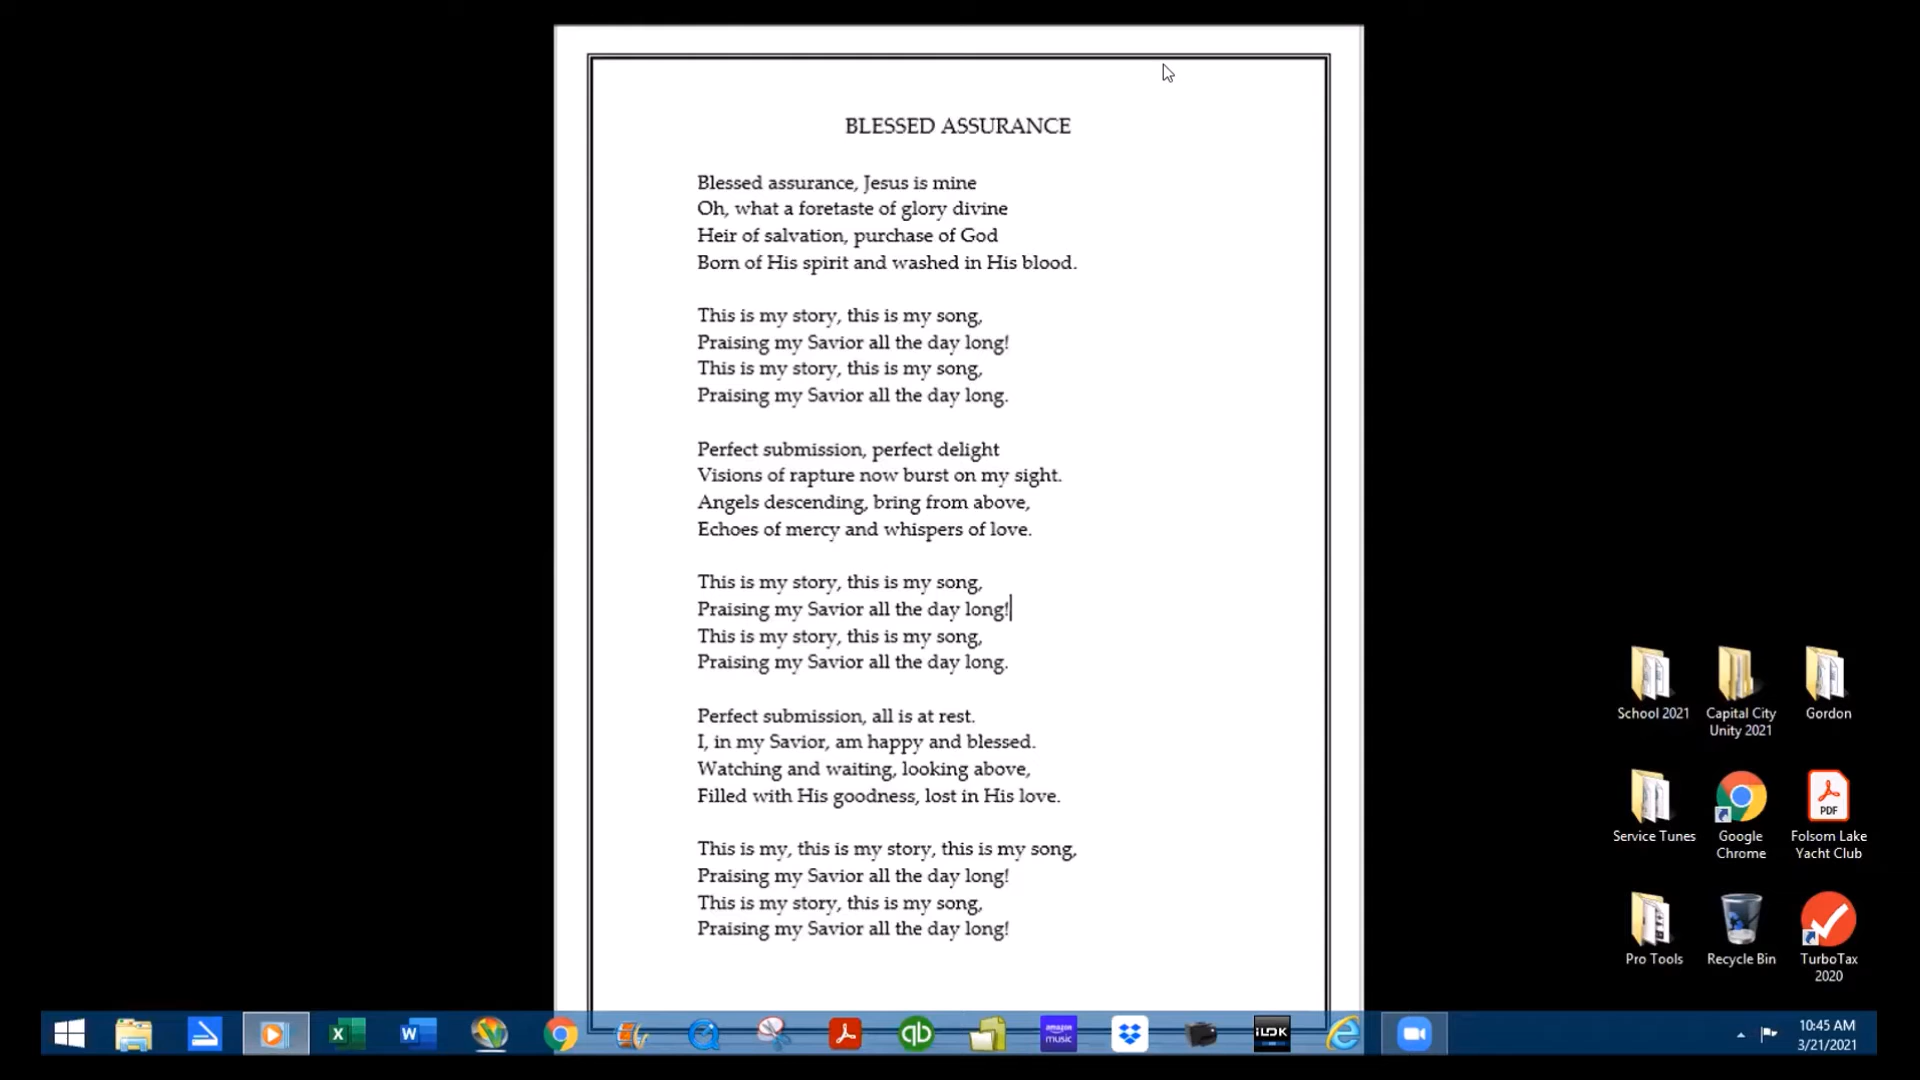 BLESSED ASSURANCE
Blessed assurance, Jesus is mine
Oh, what a foretaste of glory divine
Heir of salvation, purchase of God
Born of His spirit and washed in His blood.
This is my story, this is my song,
Praising my Savior all the day long!
This is my story, this is my song,
Praising my Savior all the day long.
Perfect submission, perfect delight
Visions of rapture now burst on my sight.
Angels descending, bring from above,
Echoes of mercy and whispers of love.
This is my story, this is my song,
Praising my Savior all the day long!
This is my story, this is my song,
Praising my Savior all the day long.
Perfect submission, all is at rest.
I, in my Savior, am happy and blessed.
Watching and waiting, looking above,
Filled with His goodness, lost in His love.
This is my, this is my story, this is my song,
Praising my Savior all the day long!
This is my story, this is my song,
Praising my Savior all the day long!
School 2021
Capital City
Unity 2021
Gordon
Service Tunes
Google
Chrome
PDF
Folsom Lake
Yacht Club
Pro Tools
Recycle Bin
TurboTax
2020
X
W
qb
amazon
music
iLOK
10:45 AM
3/21/2021